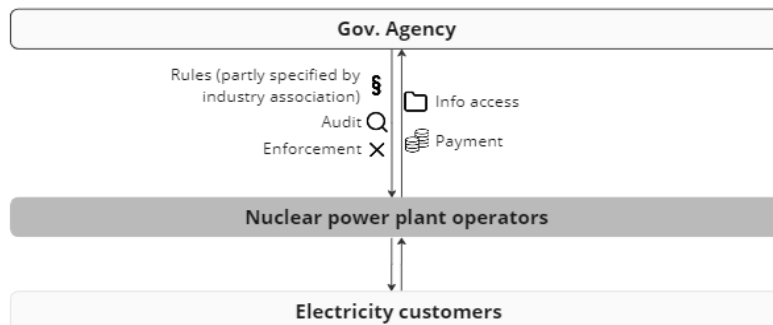 Gov. Agency
Rules (partly specified by
industry association)
§
Audit
Enforcement
Info access
Payment
Nuclear power plant operators
Electricity customers